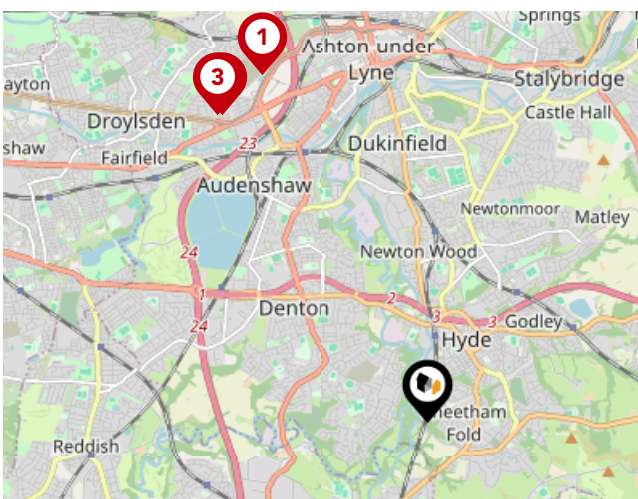 Springs
1
Ashton under
Lyne
3
Stalybridge
ayton
Castle Hall
Droylsden
shaw
Fairfield
23
Dukinfield
Audenshaw
Newtonmoor
Matley
24
Newton Wood
1
2
Denton
3
3
Godley
24
Hyde
eetham
Fold
Reddish